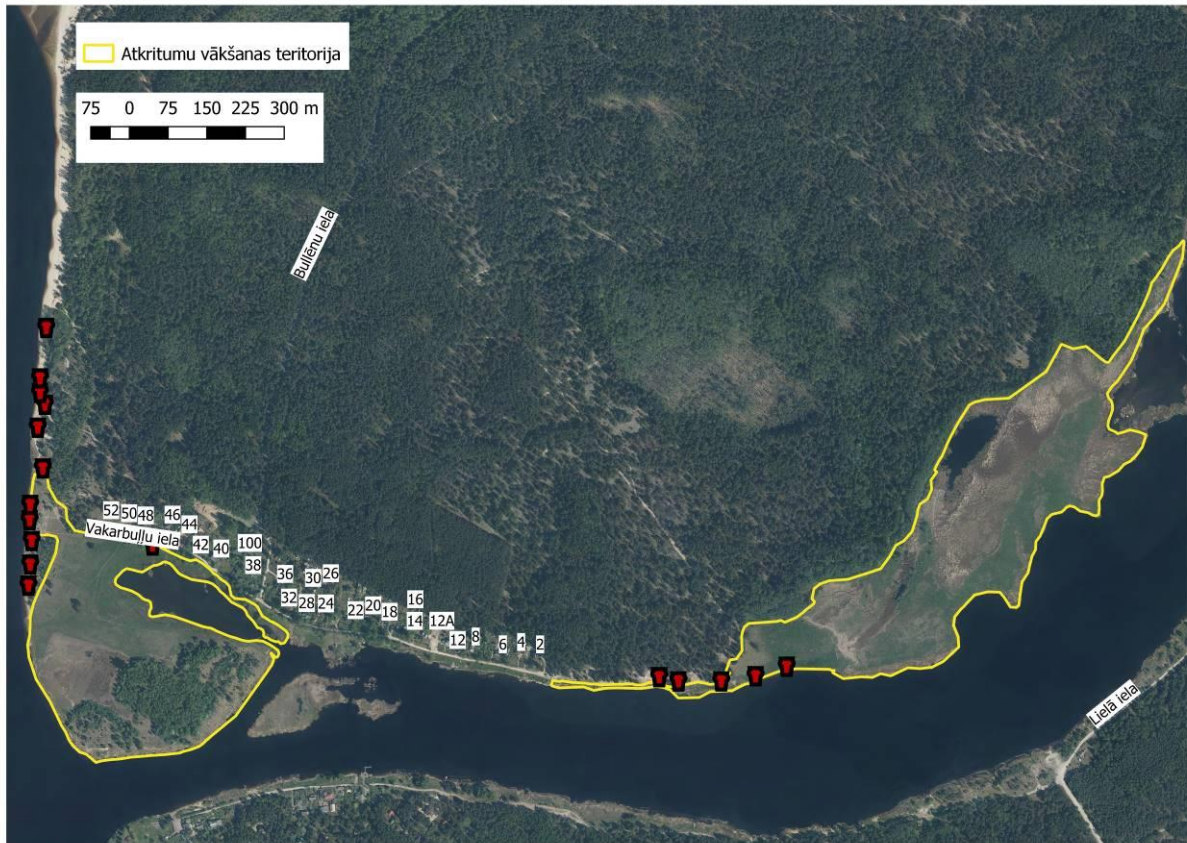 Atkritumu vākšanas teritorija
75 0 75 150 225 300 m
Buļļēnu iela
52 50 48 46
44
Vakarbuļļu iela
42 40 100
38
36 30 26
32 28 24
22 20 18 16
14 12A
12 8
6 4 2
Lielā iela